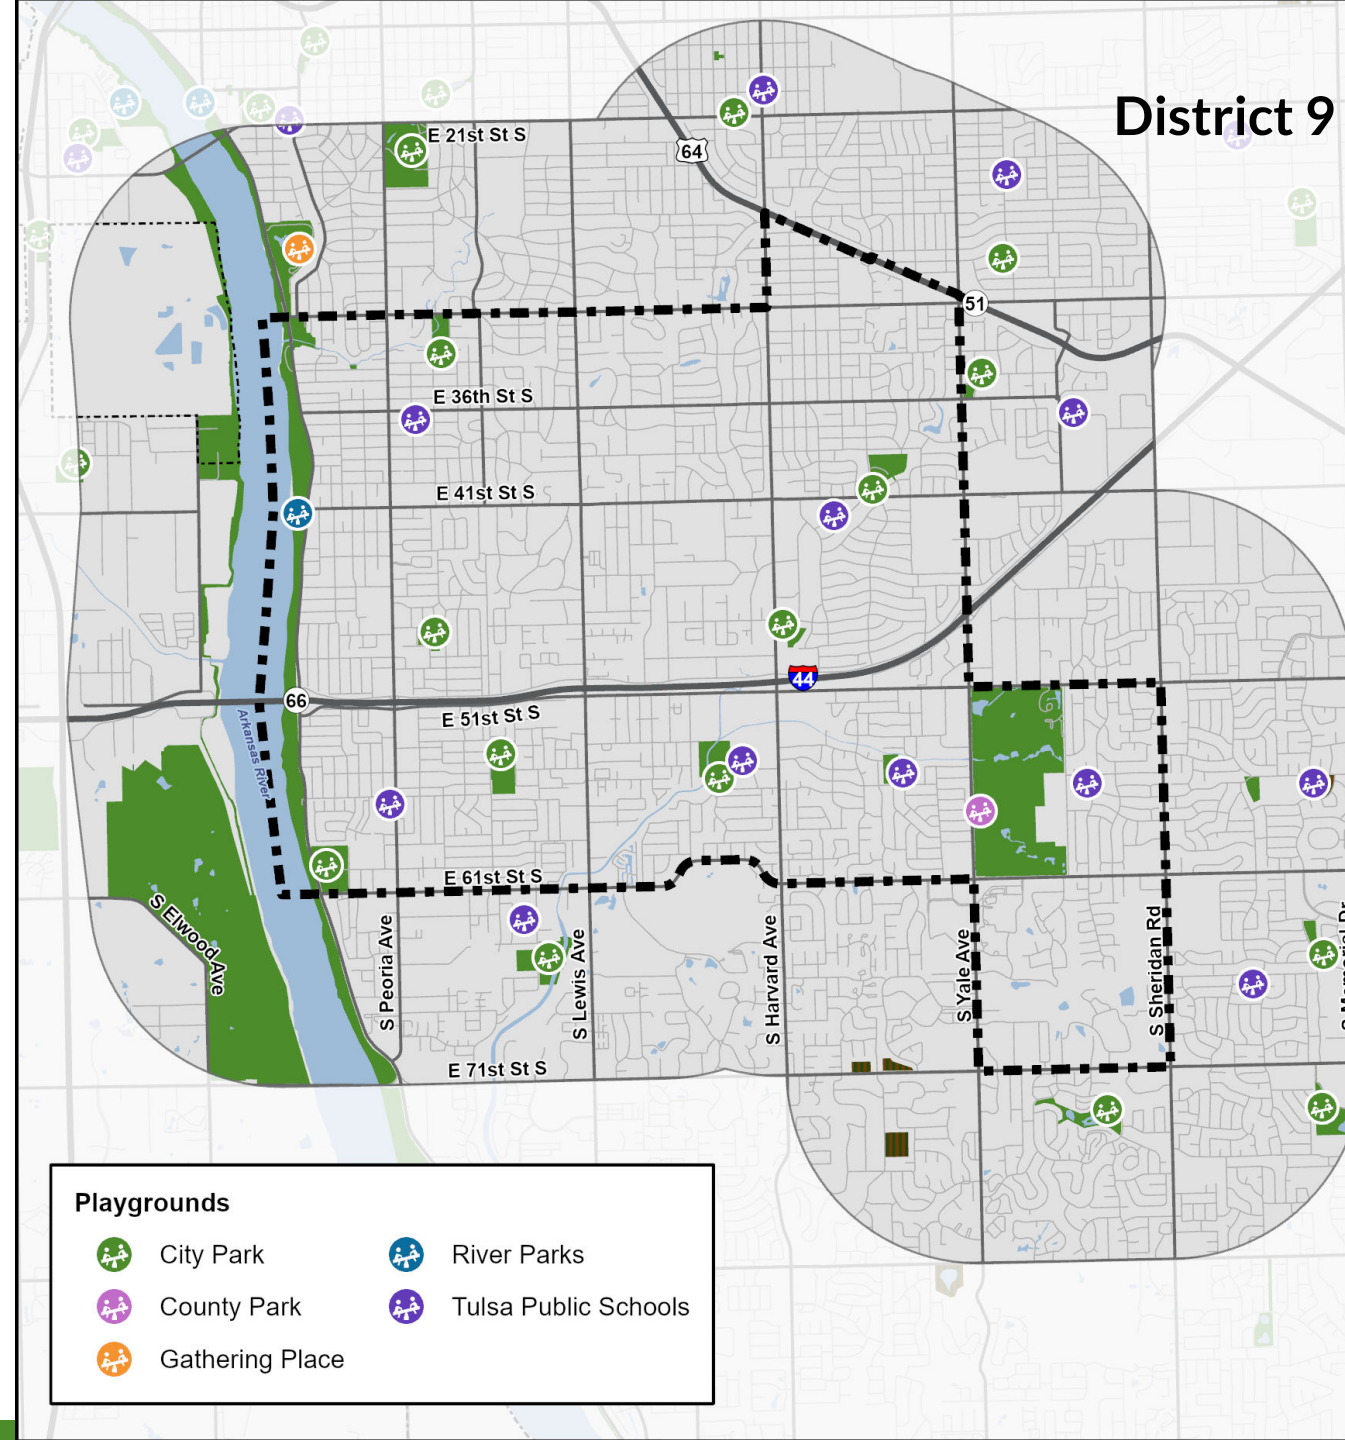 District 9
E 21st St S
64
51
E 36th St S
E 41st St S
44
66
E 51st St S
Arkansas River
E 61st St S
S Elwood Ave
S Peoria Ave
S Lewis Ave
S Harvard Ave
S Yale Ave
S Sheridan Rd
E 71st St S
Playgrounds
City Park
River Parks
County Park
Tulsa Public Schools
Gathering Place